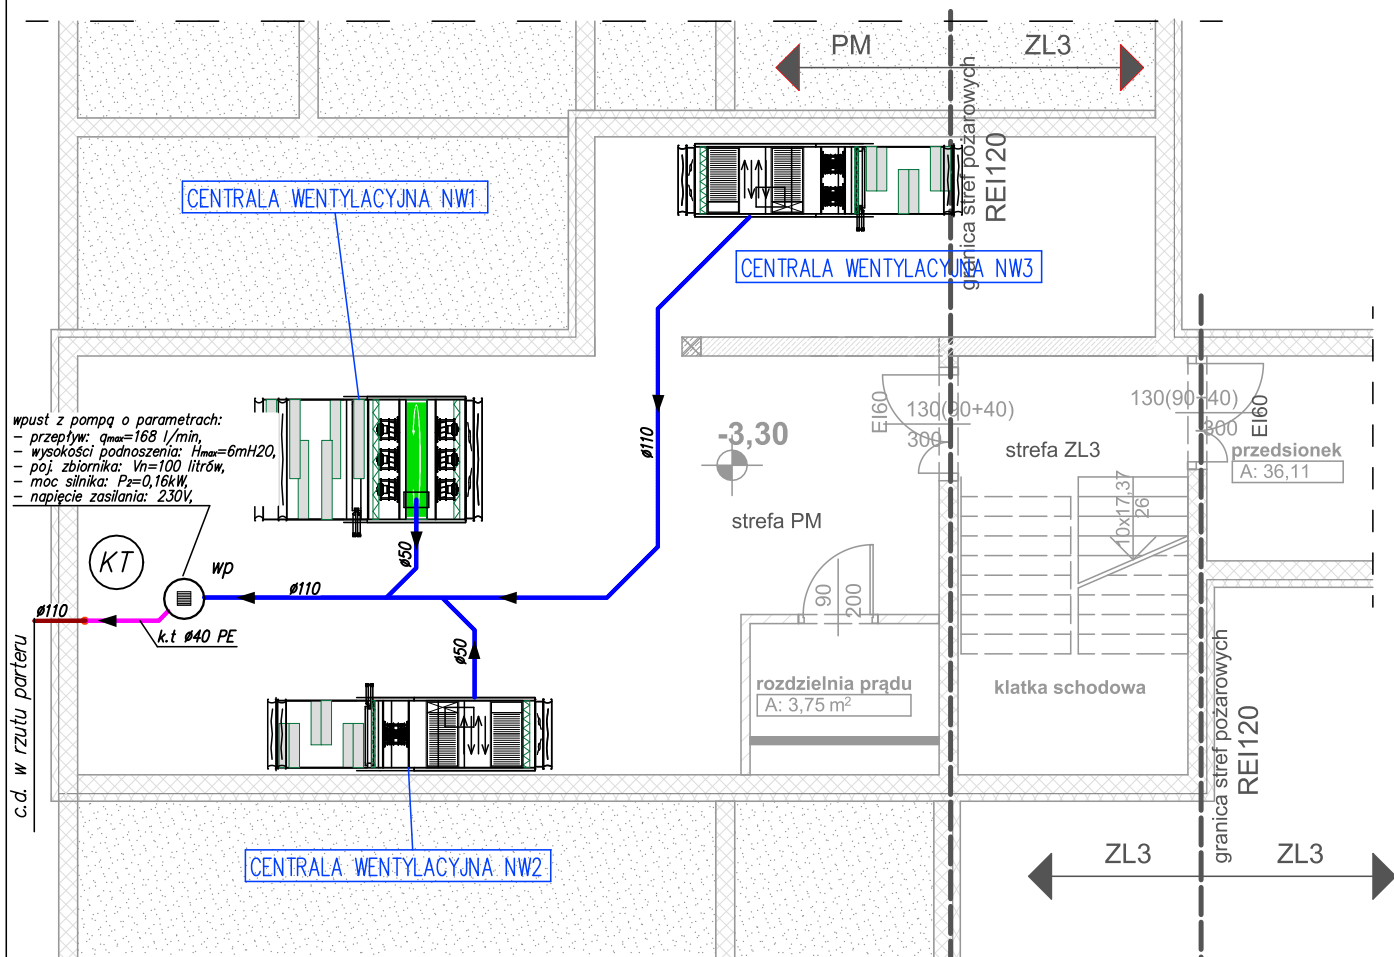 PM
ZL3
granica stref pożarowych
REI120
CENTRALA WENTYLACYJNA NW1
CENTRALA WENTYLACYJNA NW3
wpust z pompą o parametrach:
- przepływ: qmax=168 l/min,
- wysokości podnoszenia: Hmax=6mH2O,
- poj. zbiornika: Vn=100 litrów,
- moc silnika: P2=0,16kW,
- napięcie zasilania: 230V,
ø110
-3,30
strefa PM
EI60
130(90+40)
300
strefa ZL3
130(90+40)
300
EI60
przedsionek
A: 36,11
10x17,37
26
KT
wp
ø50
ø110
ø110
k.t ø40 PE
ø50
90
200
rozdzielnia prądu
A: 3,75 m²
klatka schodowa
c.d. w rzutu parteru
granica stref pożarowych
REI120
CENTRALA WENTYLACYJNA NW2
ZL3
ZL3